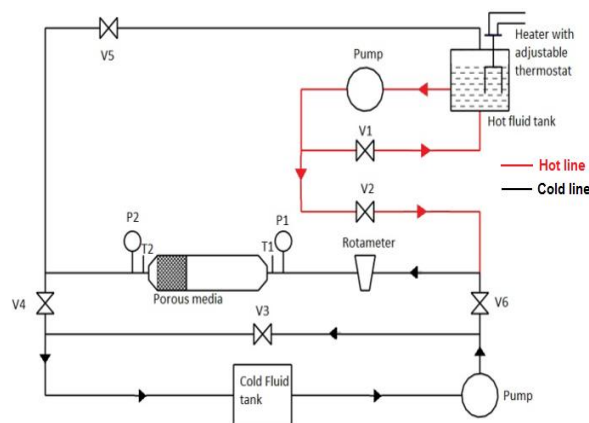 V5
Heater with
adjustable
thermostat
Pump
Hot fluid tank
V1
Hot line
Cold line
V2
P2
P1
T2
T1
Rotameter
Porous media
V4
V3
V6
Cold Fluid
tank
Pump